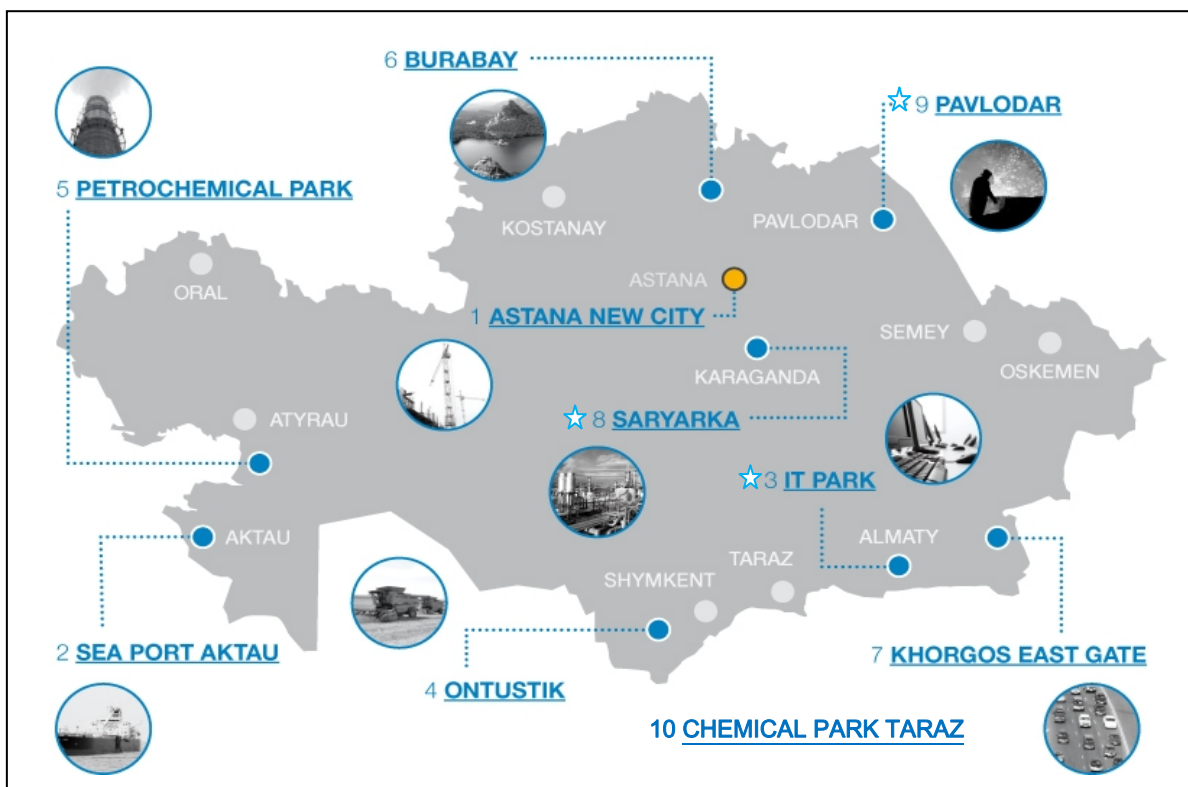 6 BURABAY
9 PAVLODAR
5 PETROCHEMICAL PARK
KOSTANAY
PAVLODAR
ORAL
ASTANA
1 ASTANA NEW CITY
SEMEY
OSKEMEN
KARAGANDA
ATYRAU
8 SARYARKA
3 IT PARK
AKTAU
ALMATY
TARAZ
SHYMKENT
2 SEA PORT AKTAU
7 KHORGOS EAST GATE
4 ONTUSTIK
10 CHEMICAL PARK TARAZ